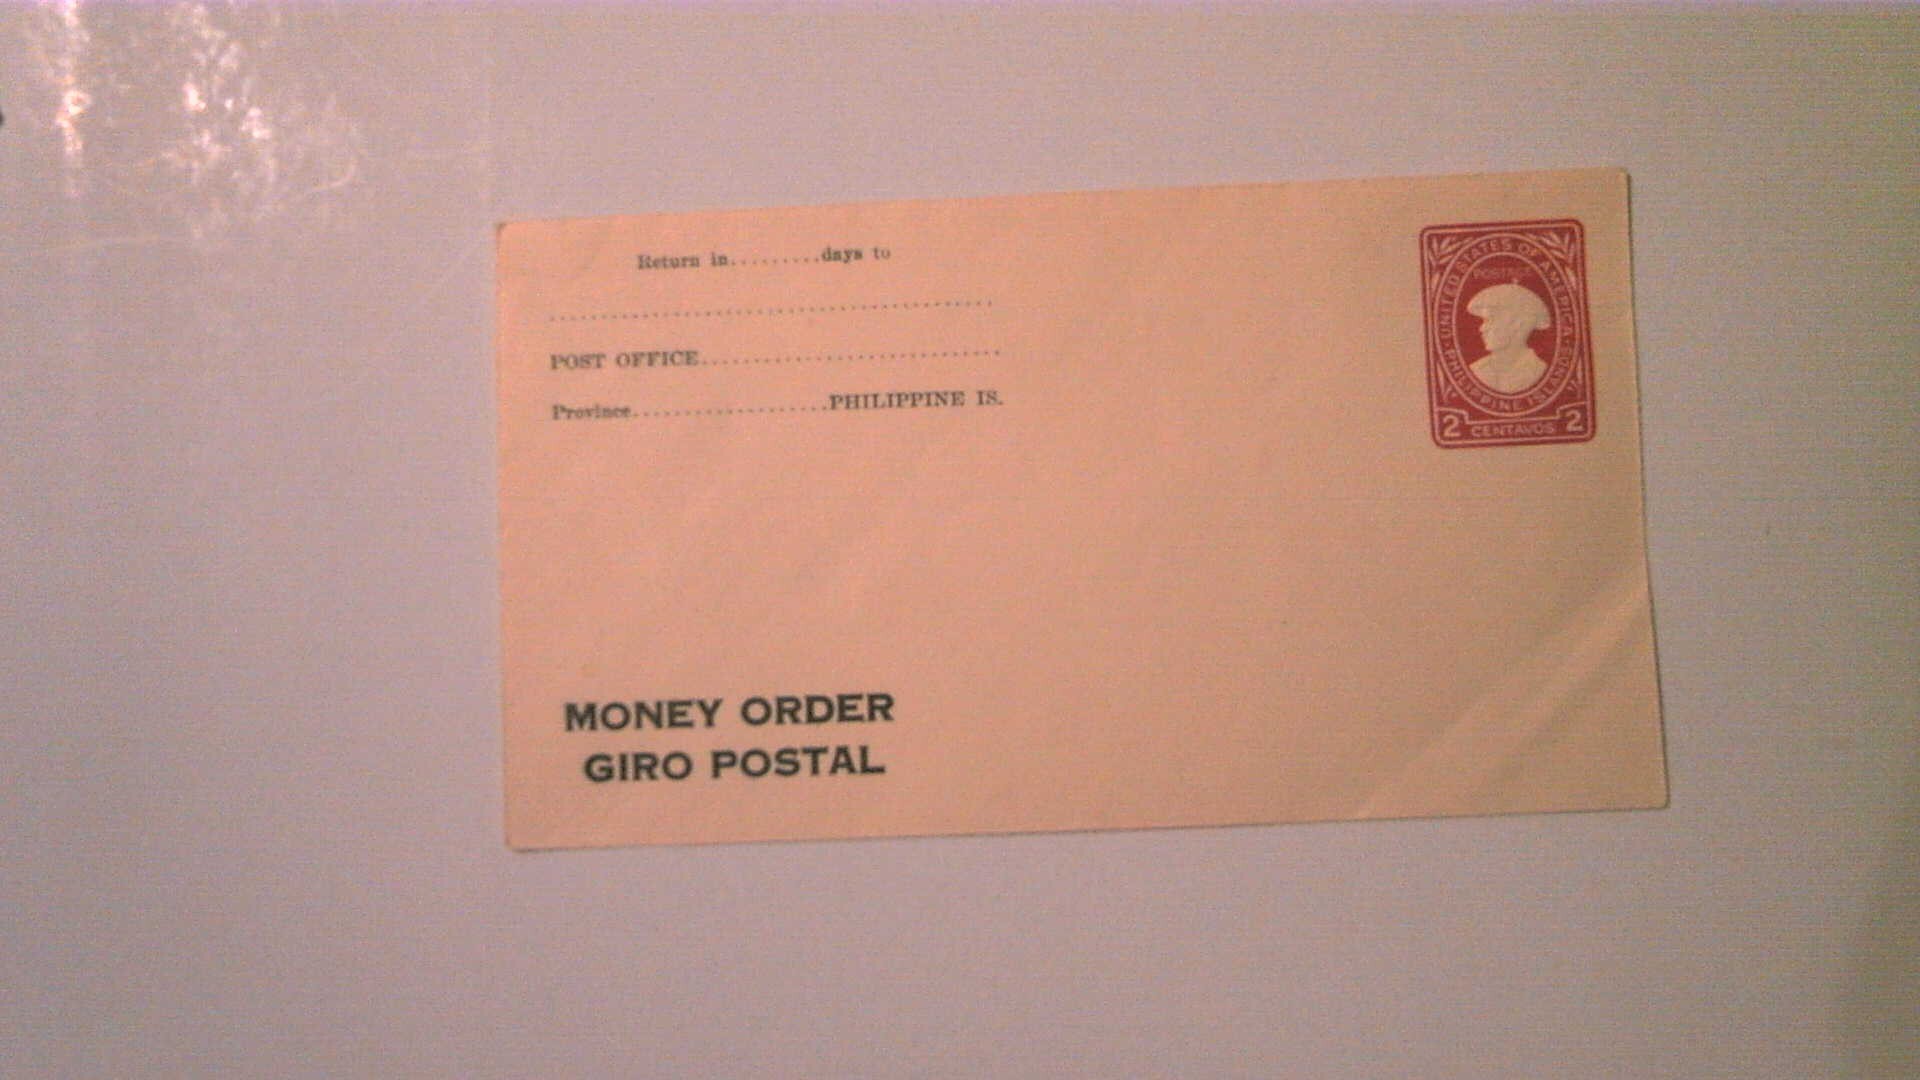 Return in.........days to
.............................................
POST OFFICE..............................
Province....................PHILIPPINE IS.
UNITED STATES OF AMERICA
POSTAGE
PHILIPPINE ISLANDS
2 CENTAVOS 2
MONEY ORDER
GIRO POSTAL